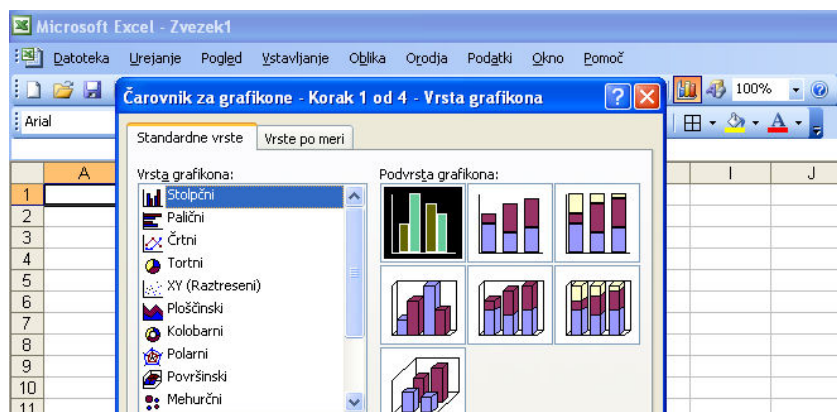 Microsoft Excel - Zvezek1
Datoteka Urejanje Pogled Vstavljanje Oblika Orodja Podatki Okno Pomoč
100%
Arial
Čarovnik za grafikone - Korak 1 od 4 - Vrsta grafikona
Standardne vrste Vrste po meri
Vrsta grafikona:
Podvrsta grafikona:
Stolpčni
Palični
Črtni
Tortni
XY (Raztreseni)
Ploščinski
Kolobarni
Polarni
Površinski
Mehurčni
A I J
1
2
3
4
5
6
7
8
9
10
11